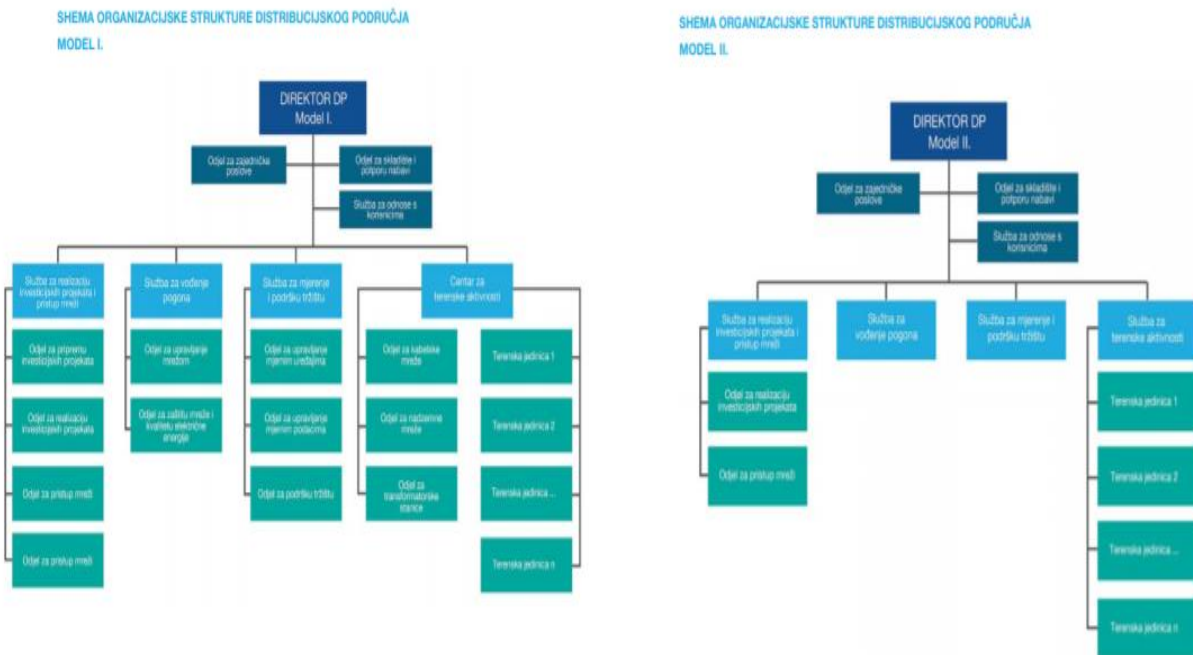 SHEMA ORGANIZACIJSKE STRUKTURE DISTRIBUCIJSKOG PODRUČJA
MODEL I.
DIREKTOR DP
Model I.
Odjel za zajedničke
poslove
Odjel za skladište i
potporu nabavi
Služba za odnose s
korisnicima
Služba za realizaciju
investicijskih projekata i
pristup mreži
Odjel za pripremu
investicijskih projekata
Odjel za realizaciju
investicijskih projekata
Odjel za pristup mreži
Odjel za pristup mreži
Služba za vođenje
pogona
Odjel za upravljanje
mrežom
Odjel za zaštitu mreže i
kvalitetu električne
energije
Služba za mjerenje
i podršku tržištu
Odjel za upravljanje
mjernim uređajima
Odjel za upravljanje
mjernim podacima
Odjel za podršku tržištu
Centar za
terenske aktivnosti
Odjel za kabelske
mreže
Odjel za nadzemne
mreže
Odjel za
transformatorske
stanice
Terenska jedinica 1
Terenska jedinica 2
Terenska jedinica ...
Terenska jedinica n
SHEMA ORGANIZACIJSKE STRUKTURE DISTRIBUCIJSKOG PODRUČJA
MODEL II.
DIREKTOR DP
Model II.
Odjel za zajedničke
poslove
Odjel za skladište i
potporu nabavi
Služba za odnose s
korisnicima
Služba za realizaciju
investicijskih projekata i
pristup mreži
Odjel za realizaciju
investicijskih projekata
Odjel za pristup mreži
Služba za
vođenje pogona
Služba za mjerenje i
podršku tržištu
Služba za
terenske aktivnosti
Terenska jedinica 1
Terenska jedinica 2
Terenska jedinica ...
Terenska jedinica n